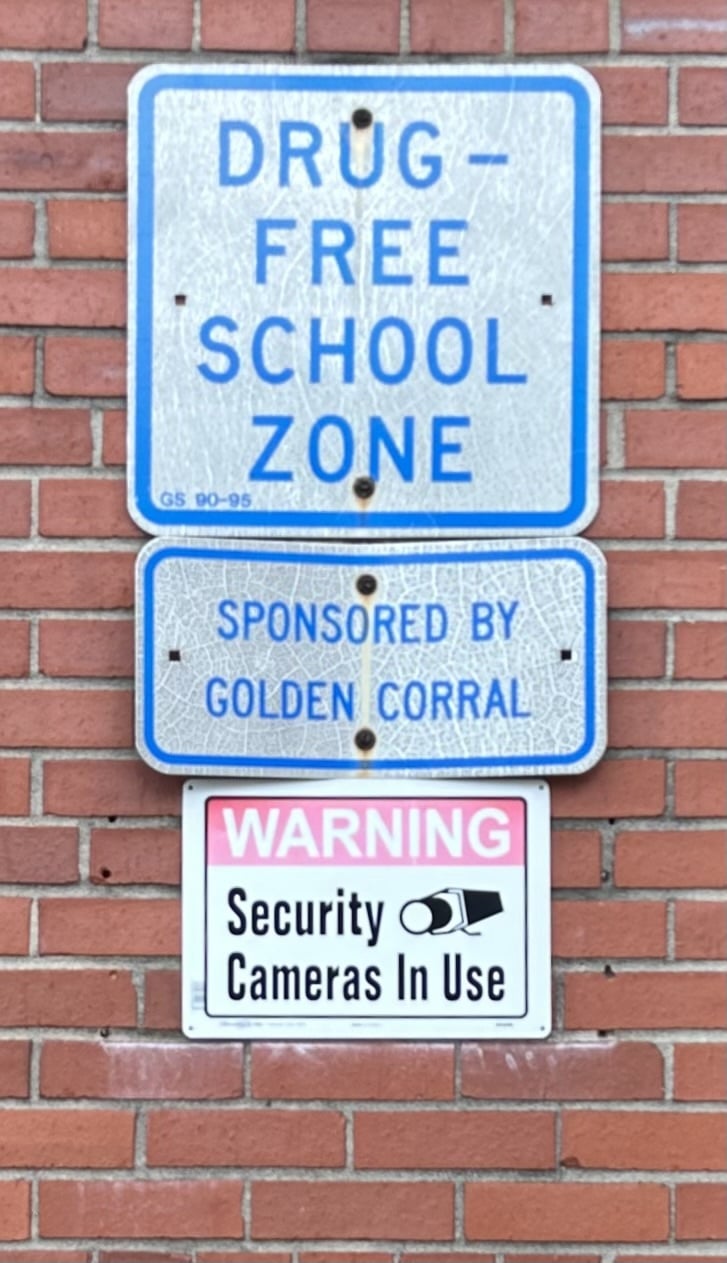 DRUG-
FREE
SCHOOL
ZONE
GS 90-95
SPONSORED BY
GOLDEN CORRAL
WARNING
Security
Cameras In Use